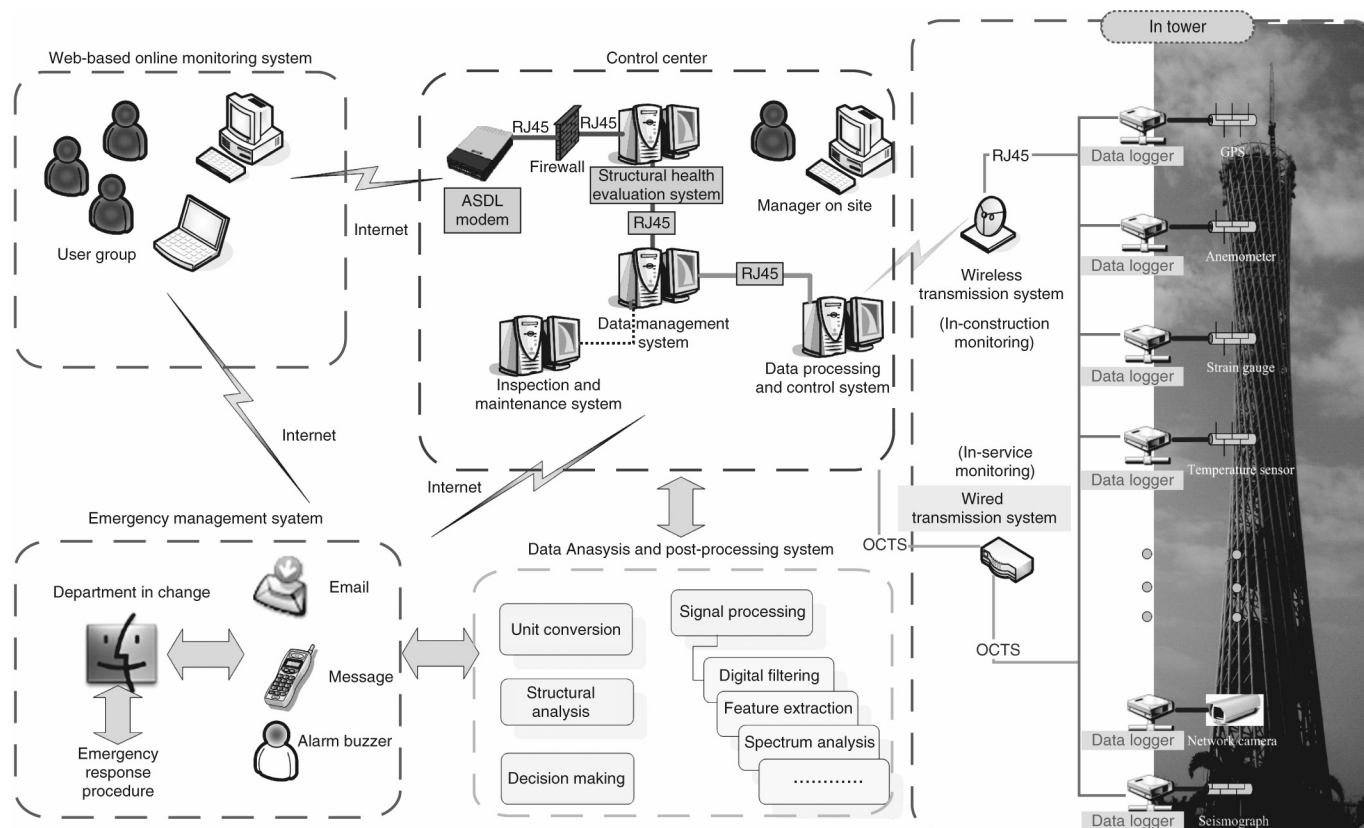 In tower
Web-based online monitoring system
Control center
RJ45
RJ45
Firewall
ASDL
modem
Structural health
evaluation system
RJ45
Manager on site
User group
Internet
Data management
system
RJ45
Inspection and
maintenance system
Data processing
and control system
RJ45
Wireless
transmission system
(In-construction
monitoring)
Data logger
GPS
Data logger
Anemometer
Data logger
Strain gauge
Data logger
Temperature sensor
Internet
Internet
(In-service
monitoring)
Wired
transmission system
OCTS
OCTS
Data logger
Network camera
Data logger
Seismograph
Emergency management syatem
Department in change
Email
Message
Alarm buzzer
Emergency
response
procedure
Data Anasysis and post-processing system
Unit conversion
Structural
analysis
Decision making
Signal processing
Digital filtering
Feature extraction
Spectrum analysis
............